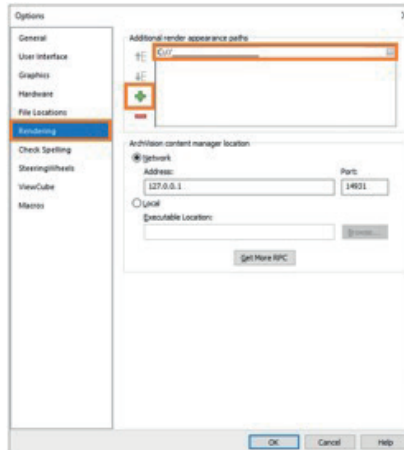 Options
General
User Interface
Graphics
Hardware
File Locations
Rendering
Check Spelling
SteeringWheels
ViewCube
Macros
Additional render appearance paths
ArchVision content manager location
Network
Address:
Port:
127.0.0.1
14931
Local
Executable Location:
Browse...
Get More RPC
OK
Cancel
Help